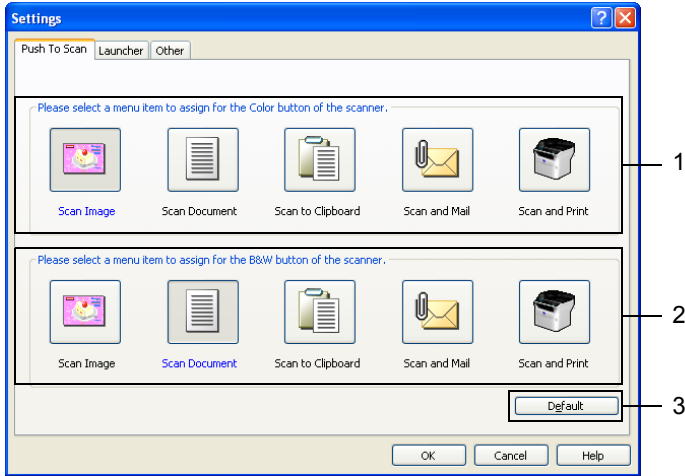 Settings
Push To Scan Launcher Other
Please select a menu item to assign for the Color button of the scanner.
1
Scan Image Scan Document Scan to Clipboard Scan and Mail Scan and Print
Please select a menu item to assign for the B&W button of the scanner.
2
Scan Image Scan Document Scan to Clipboard Scan and Mail Scan and Print
Default 3
OK Cancel Help